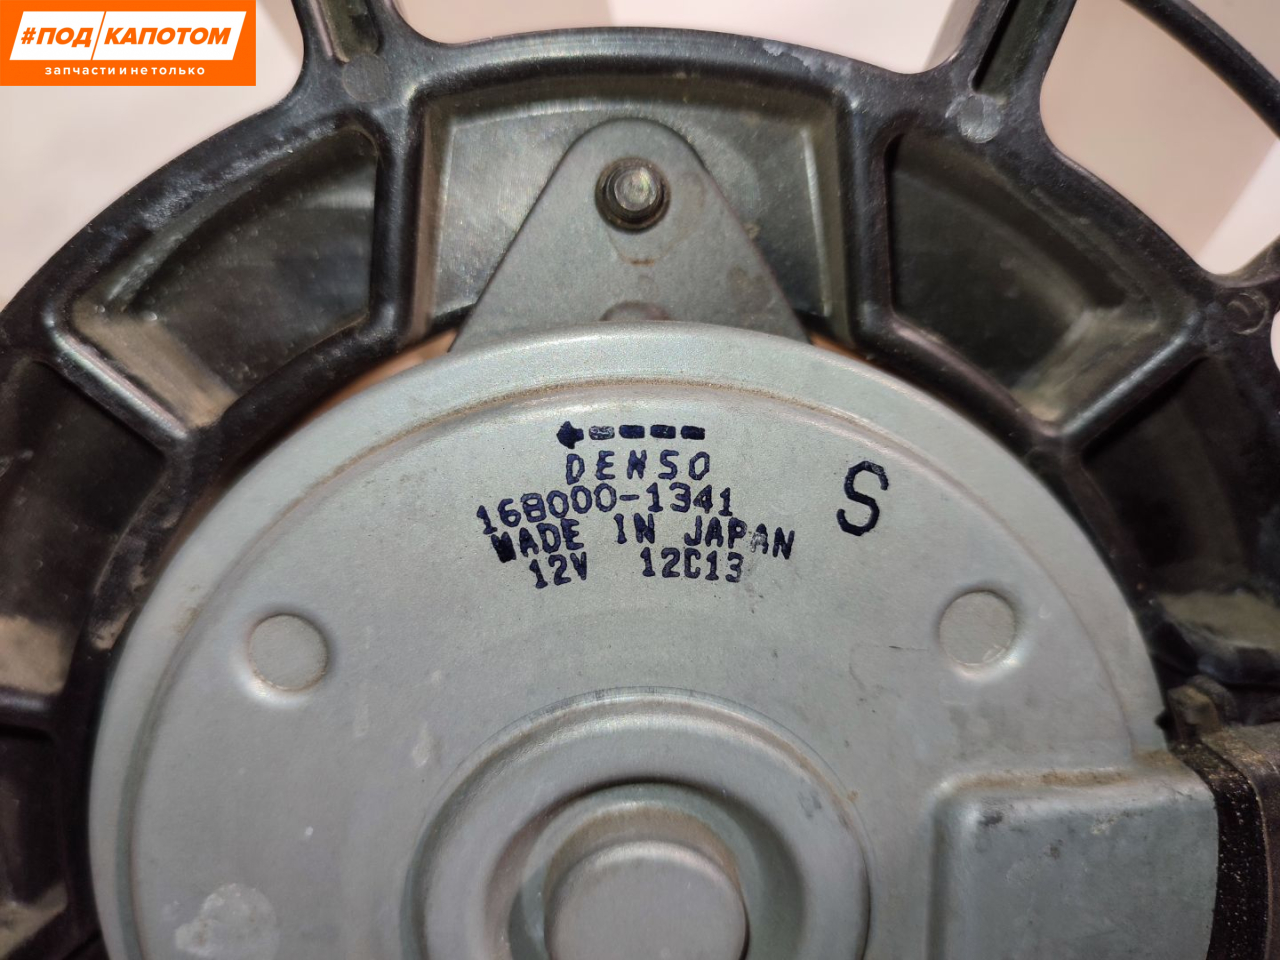 #ПОД КАПОТОМ
запчасти и не только
DENSO
168000-1341
S
MADE IN JAPAN
12V 12C13